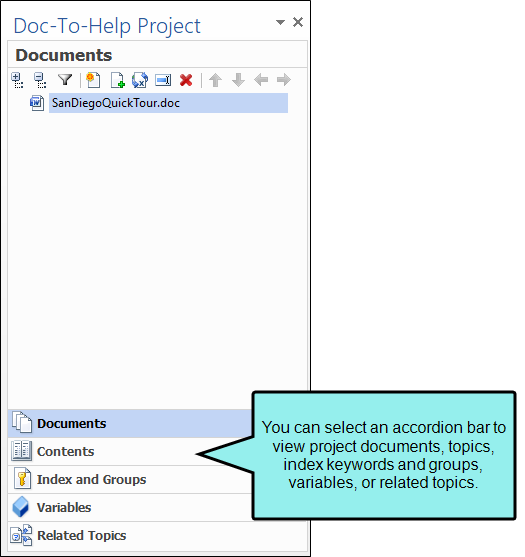 Doc-To-Help Project
Documents
SanDiegoQuickTour.doc
Documents
Contents
Index and Groups
Variables
Related Topics
You can select an accordion bar to
view project documents, topics,
index keywords and groups,
variables, or related topics.